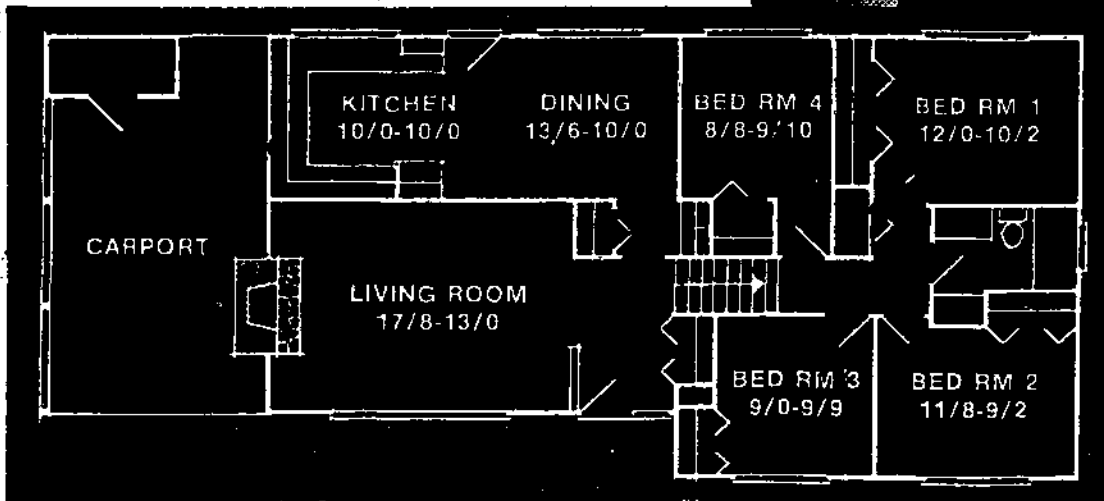 KITCHEN
10/0-10/0
DINING
13/6-10/0
BED RM 4
8/8-9/10
BED RM 1
12/0-10/2
CARPORT
LIVING ROOM
17/8-13/0
BED RM 3
9/0-9/9
BED RM 2
11/8-9/2